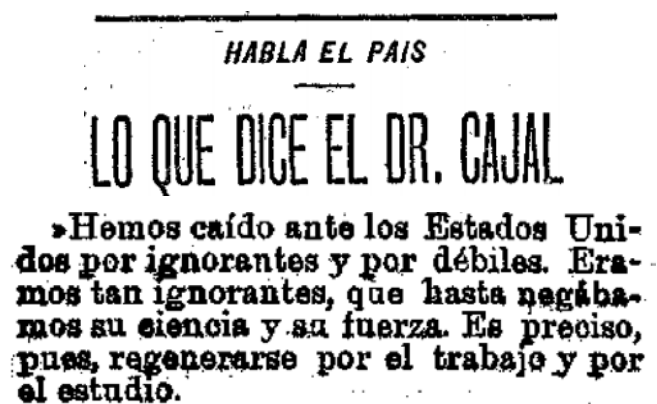 HABLA EL PAIS
LO QUE DICE EL DR. CAJAL
»Hemos caído ante los Estados Uni-
dos por ignorantes y por débiles. Era-
mos tan ignorantes, que hasta negába-
mos su ciencia y su fuerza. Es preciso,
pues, regenerarse por el trabajo y por
el estudio.